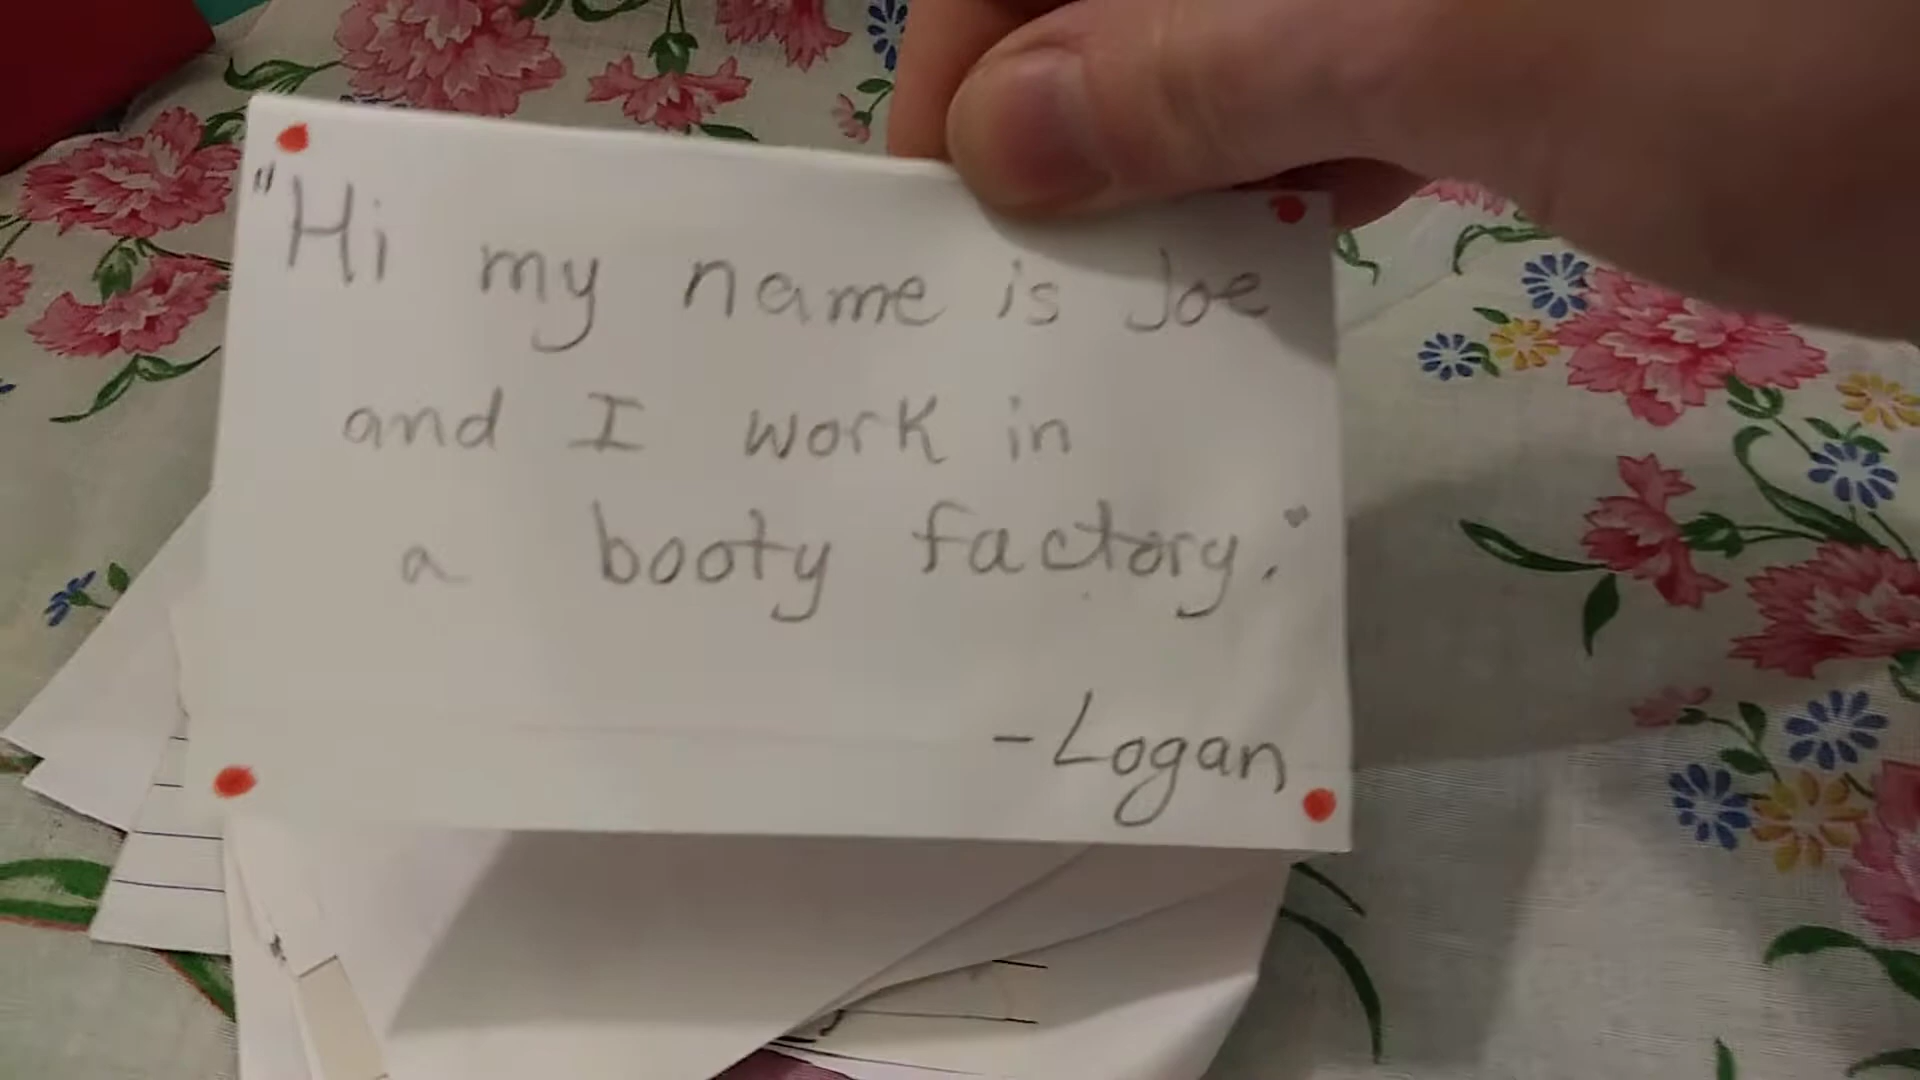 "Hi my name is Joe
and I work in
a booty factory."
-Logan